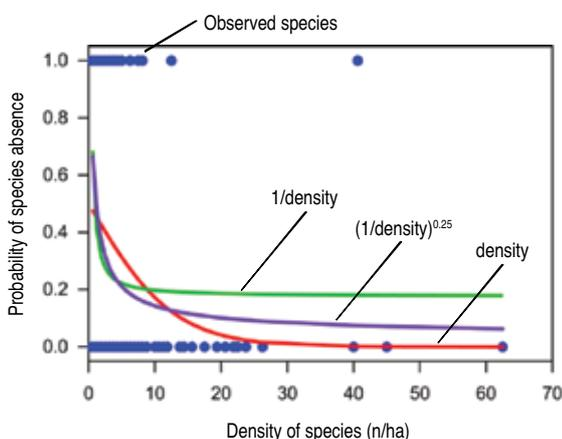 Observed species
1.0
0.8
0.6
0.4
0.2
0.0
Probability of species absence
1/density
(1/density)^0.25
density
0 10 20 30 40 50 60 70
Density of species (n/ha)